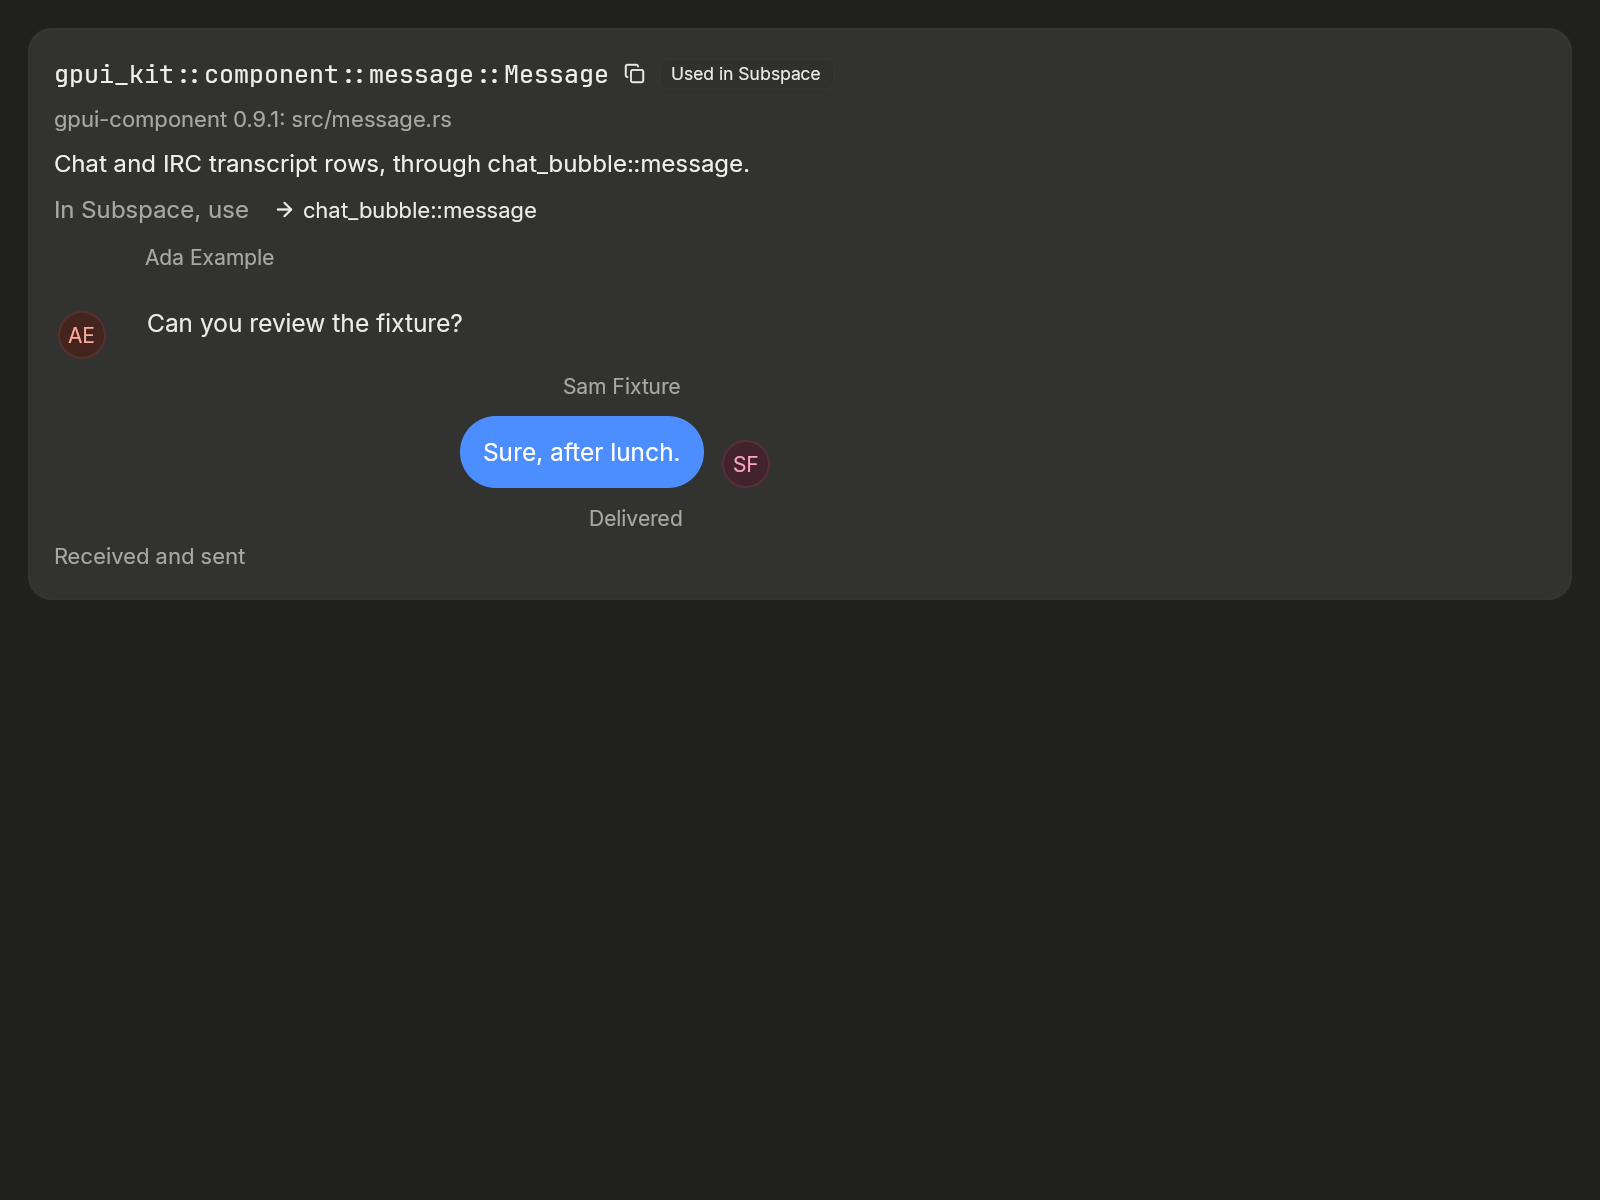 gpui_kit::component::message::Message Used in Subspace
gpui-component 0.9.1: src/message.rs
Chat and IRC transcript rows, through chat_bubble::message.
In Subspace, use → chat_bubble::message
Ada Example
AE Can you review the fixture?
Sam Fixture
Sure, after lunch. SF
Delivered
Received and sent